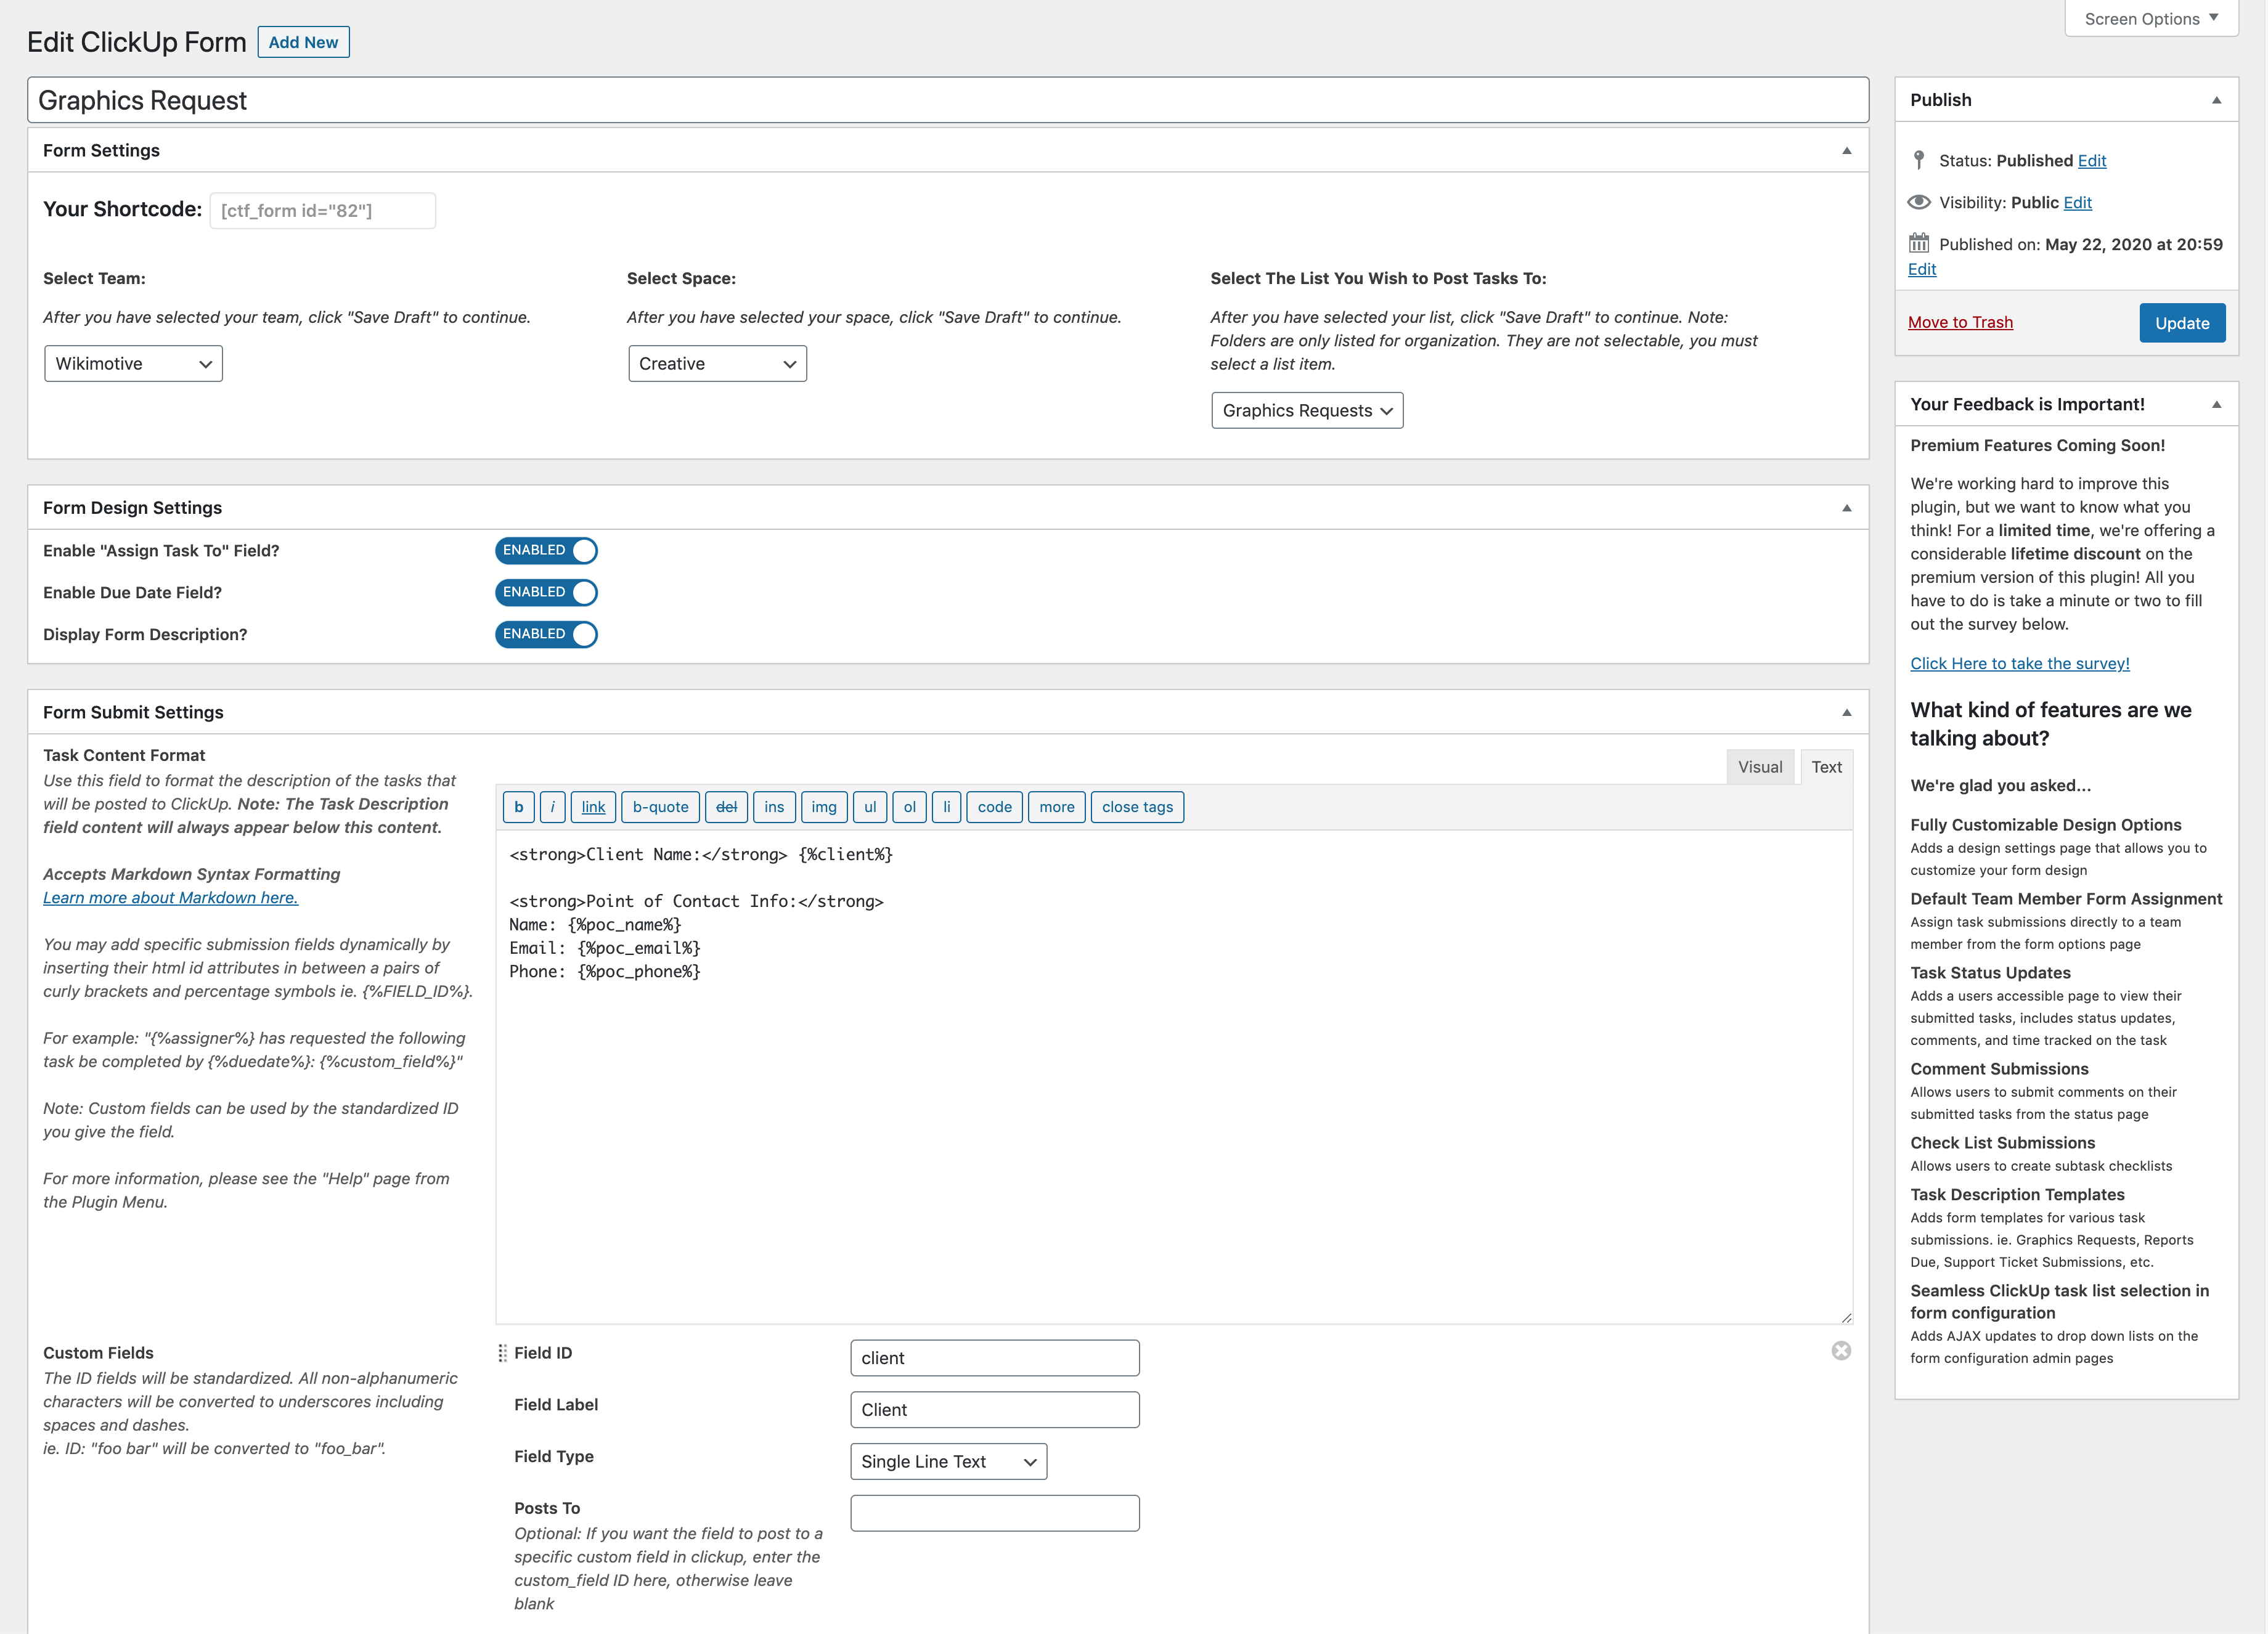 Screen Options ▼
Edit ClickUp Form Add New
Graphics Request
Form Settings
Your Shortcode: [ctf_form id="82"]
Select Team:
After you have selected your team, click "Save Draft" to continue.
Wikimotive
Select Space:
After you have selected your space, click "Save Draft" to continue.
Creative
Select The List You Wish to Post Tasks To:
After you have selected your list, click "Save Draft" to continue. Note:
Folders are only listed for organization. They are not selectable, you must
select a list item.
Graphics Requests
Form Design Settings
Enable "Assign Task To" Field? ENABLED
Enable Due Date Field? ENABLED
Display Form Description? ENABLED
Form Submit Settings
Task Content Format
Use this field to format the description of the tasks that
will be posted to ClickUp. Note: The Task Description
field content will always appear below this content.
Accepts Markdown Syntax Formatting
Learn more about Markdown here.
You may add specific submission fields dynamically by
inserting their html id attributes in between a pairs of
curly brackets and percentage symbols ie. {%FIELD_ID%}.
For example: "{%assigner%} has requested the following
task be completed by {%duedate%}: {%custom_field%}"
Note: Custom fields can be used by the standardized ID
you give the field.
For more information, please see the "Help" page from
the Plugin Menu.
Visual Text
b i link b-quote del ins img ul ol li code more close tags
<strong>Client Name:</strong> {%client%}
<strong>Point of Contact Info:</strong>
Name: {%poc_name%}
Email: {%poc_email%}
Phone: {%poc_phone%}
Custom Fields
The ID fields will be standardized. All non-alphanumeric
characters will be converted to underscores including
spaces and dashes.
ie. ID: "foo bar" will be converted to "foo_bar".
Field ID client
Field Label Client
Field Type Single Line Text
Posts To
Optional: If you want the field to post to a
specific custom field in clickup, enter the
custom_field ID here, otherwise leave
blank
Publish
Status: Published Edit
Visibility: Public Edit
Published on: May 22, 2020 at 20:59
Edit
Move to Trash Update
Your Feedback is Important!
Premium Features Coming Soon!
We're working hard to improve this
plugin, but we want to know what you
think! For a limited time, we're offering a
considerable lifetime discount on the
premium version of this plugin! All you
have to do is take a minute or two to fill
out the survey below.
Click Here to take the survey!
What kind of features are we
talking about?
We're glad you asked...
Fully Customizable Design Options
Adds a design settings page that allows you to
customize your form design
Default Team Member Form Assignment
Assign task submissions directly to a team
member from the form options page
Task Status Updates
Adds a users accessible page to view their
submitted tasks, includes status updates,
comments, and time tracked on the task
Comment Submissions
Allows users to submit comments on their
submitted tasks from the status page
Check List Submissions
Allows users to create subtask checklists
Task Description Templates
Adds form templates for various task
submissions. ie. Graphics Requests, Reports
Due, Support Ticket Submissions, etc.
Seamless ClickUp task list selection in
form configuration
Adds AJAX updates to drop down lists on the
form configuration admin pages